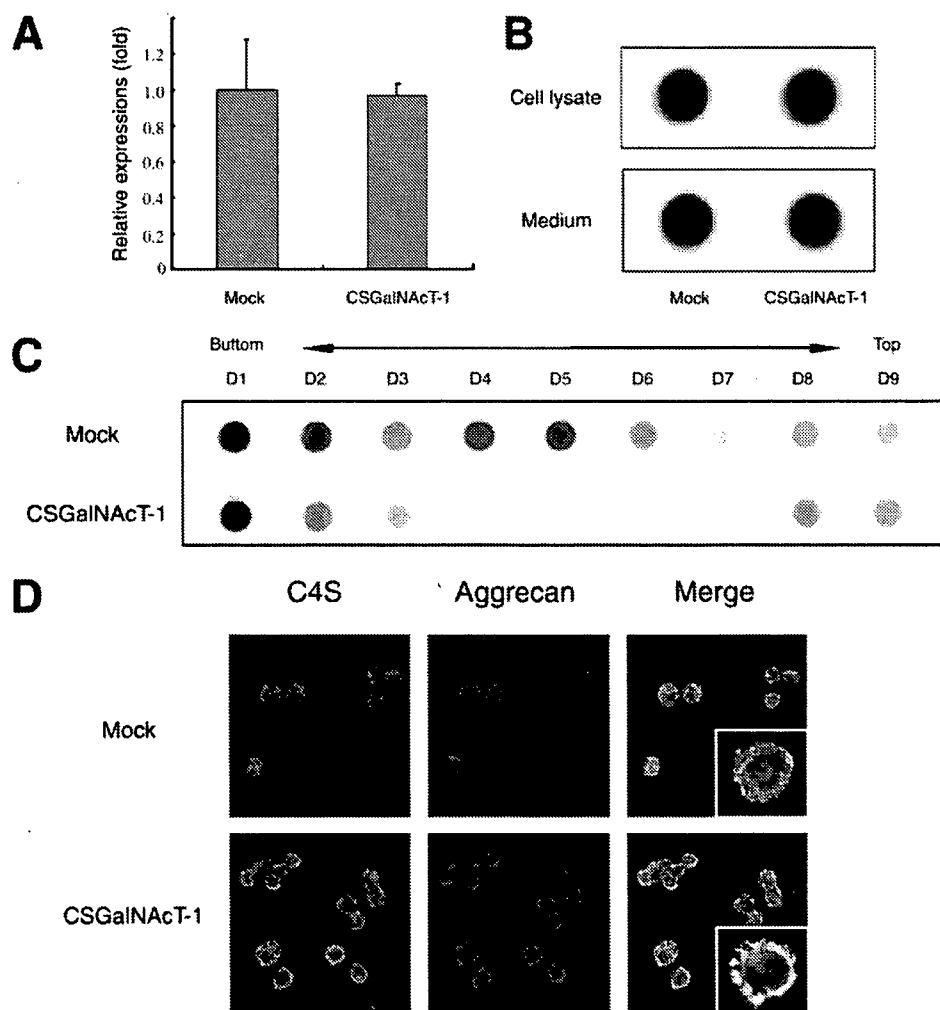 A
Relative expressions (fold)
1.2
1.0
0.8
0.6
0.4
0.2
0
Mock
CSGalNAcT-1
B
Cell lysate
Medium
Mock
CSGalNAcT-1
C
Buttom
Top
D1
D2
D3
D4
D5
D6
D7
D8
D9
Mock
CSGalNAcT-1
D
C4S
Aggrecan
Merge
Mock
CSGalNAcT-1